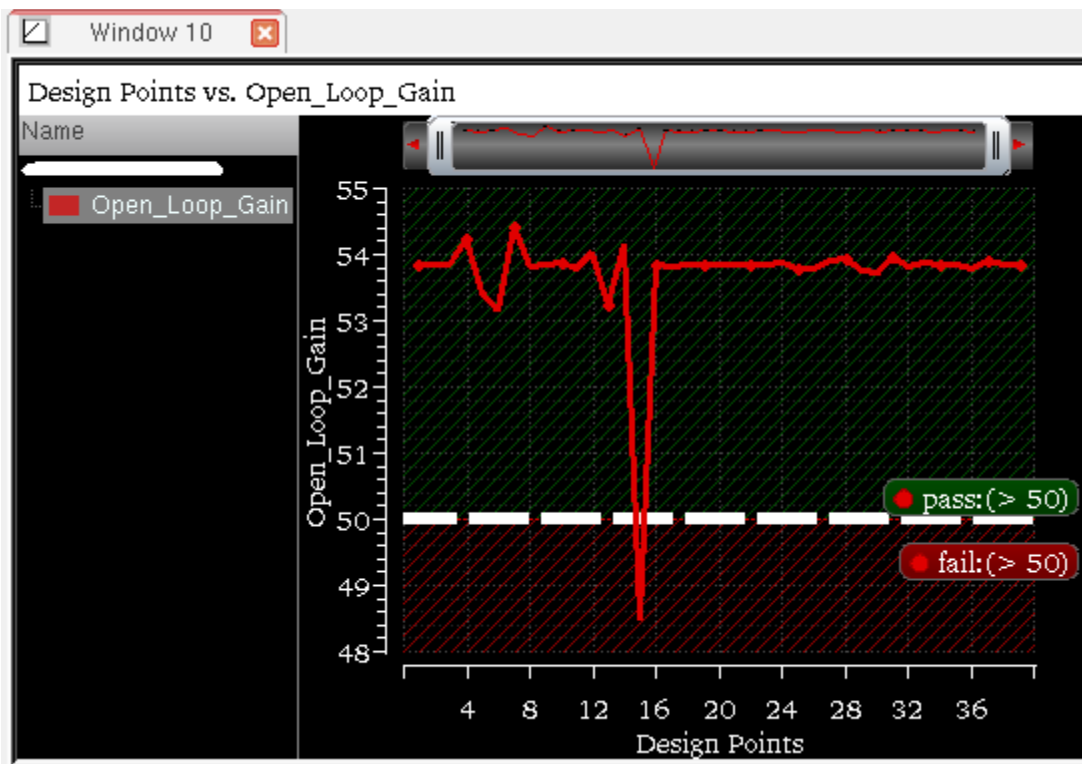 Window 10
Design Points vs. Open_Loop_Gain
Name
Open_Loop_Gain
55
54
53
52
51
50
49
48
Open_Loop_Gain
pass:(> 50)
fail:(> 50)
4 8 12 16 20 24 28 32 36
Design Points